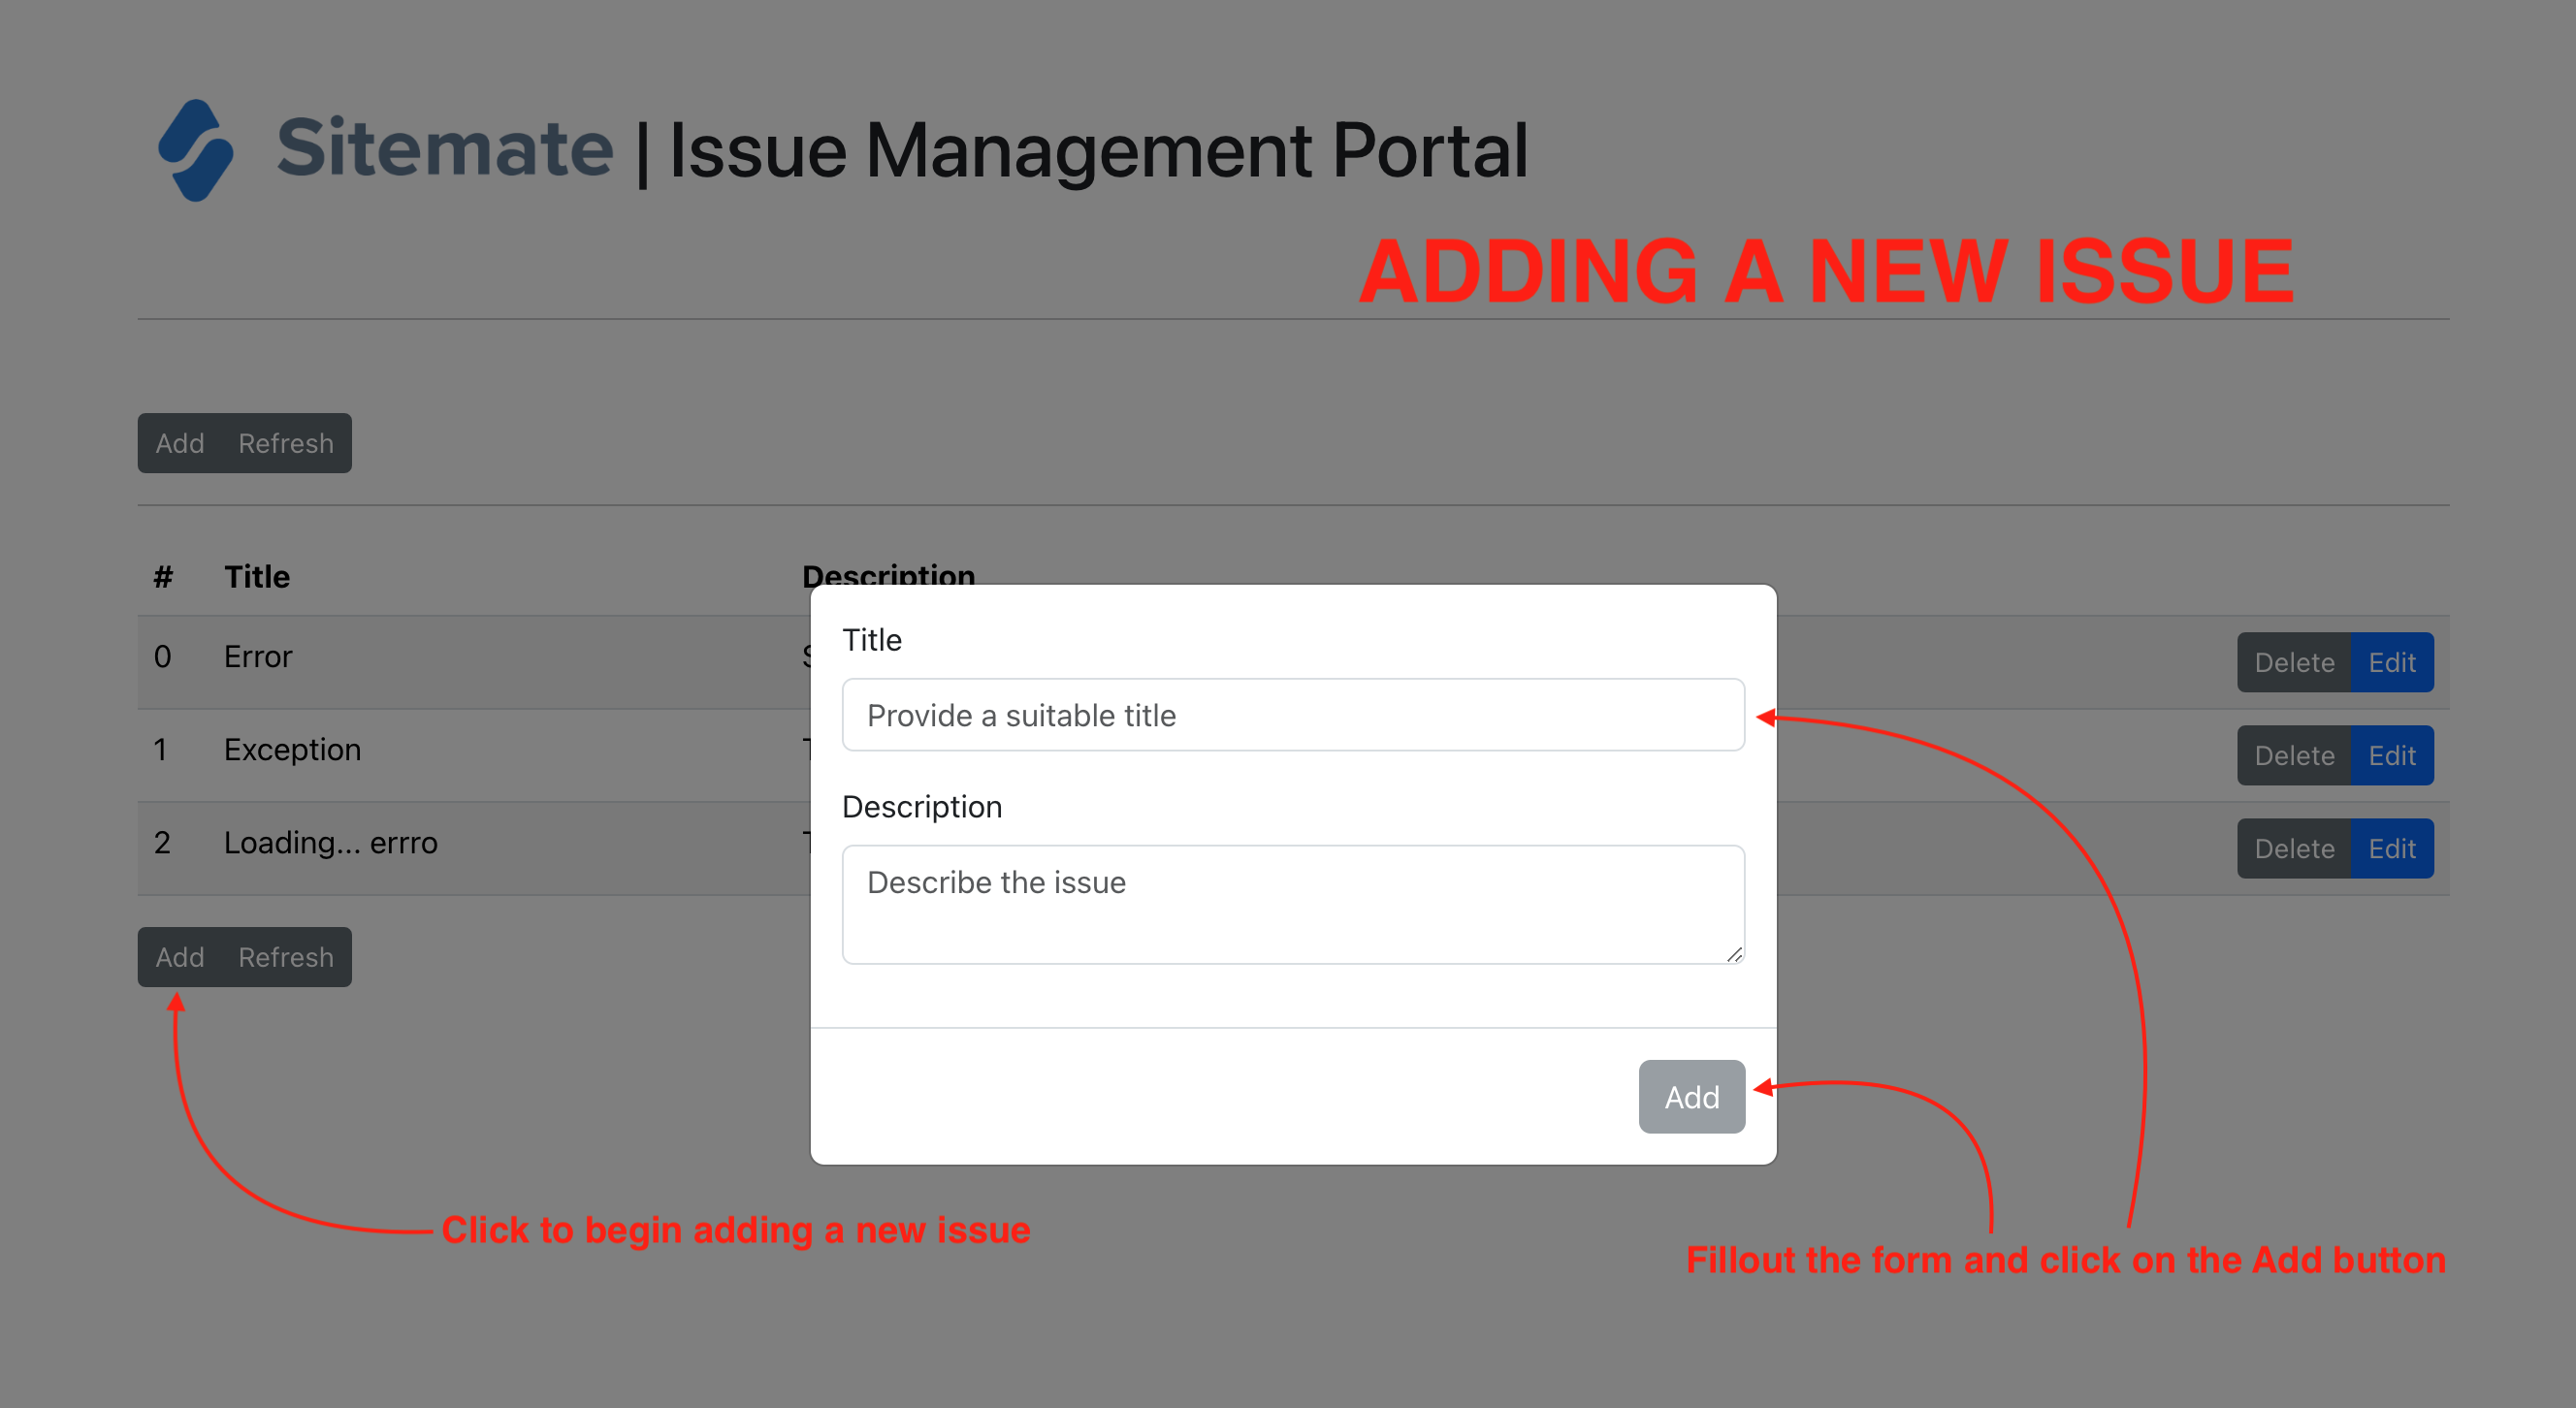 Sitemate | Issue Management Portal
ADDING A NEW ISSUE
Add Refresh
# Title Description
0 Error Delete Edit
1 Exception Delete Edit
2 Loading... errro Delete Edit
Add Refresh
Title
Provide a suitable title
Description
Describe the issue
Add
Click to begin adding a new issue
Fillout the form and click on the Add button